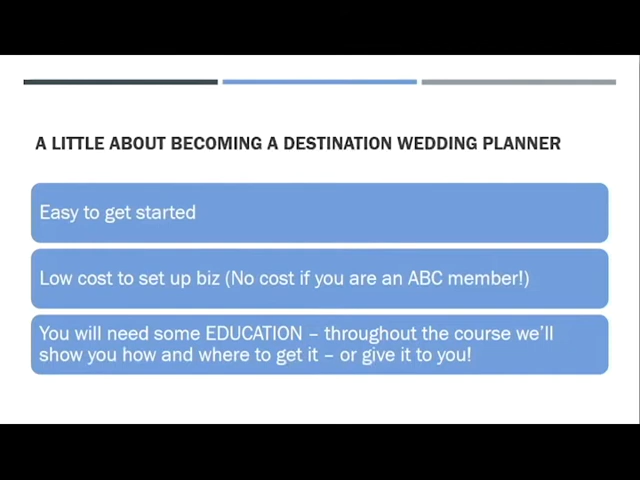 A LITTLE ABOUT BECOMING A DESTINATION WEDDING PLANNER
Easy to get started
Low cost to set up biz (No cost if you are an ABC member!)
You will need some EDUCATION – throughout the course we'll
show you how and where to get it – or give it to you!